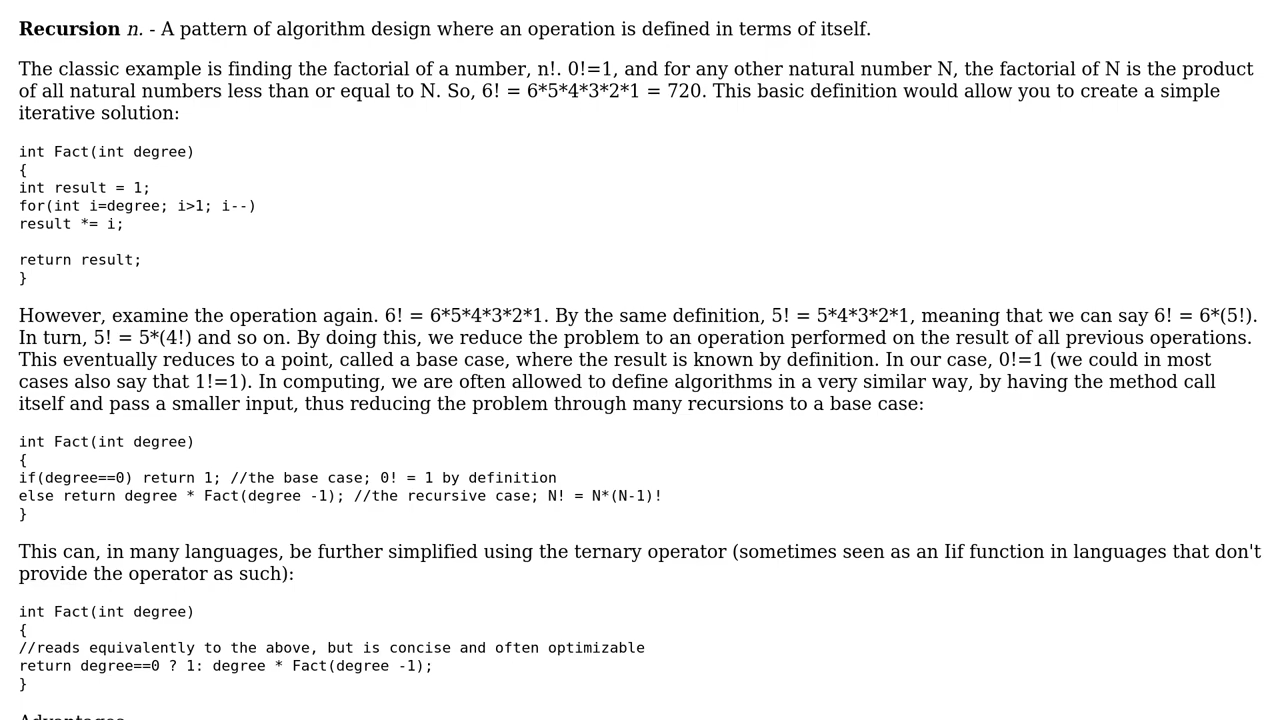 Recursion n. - A pattern of algorithm design where an operation is defined in terms of itself.
The classic example is finding the factorial of a number, n!. 0!=1, and for any other natural number N, the factorial of N is the product
of all natural numbers less than or equal to N. So, 6! = 6*5*4*3*2*1 = 720. This basic definition would allow you to create a simple
iterative solution:
int Fact(int degree)
{
int result = 1;
for(int i=degree; i>1; i--)
result *= i;
return result;
}
However, examine the operation again. 6! = 6*5*4*3*2*1. By the same definition, 5! = 5*4*3*2*1, meaning that we can say 6! = 6*(5!).
In turn, 5! = 5*(4!) and so on. By doing this, we reduce the problem to an operation performed on the result of all previous operations.
This eventually reduces to a point, called a base case, where the result is known by definition. In our case, 0!=1 (we could in most
cases also say that 1!=1). In computing, we are often allowed to define algorithms in a very similar way, by having the method call
itself and pass a smaller input, thus reducing the problem through many recursions to a base case:
int Fact(int degree)
{
if(degree==0) return 1; //the base case; 0! = 1 by definition
else return degree * Fact(degree -1); //the recursive case; N! = N*(N-1)!
}
This can, in many languages, be further simplified using the ternary operator (sometimes seen as an Iif function in languages that don't
provide the operator as such):
int Fact(int degree)
{
//reads equivalently to the above, but is concise and often optimizable
return degree==0 ? 1: degree * Fact(degree -1);
}
Advantages